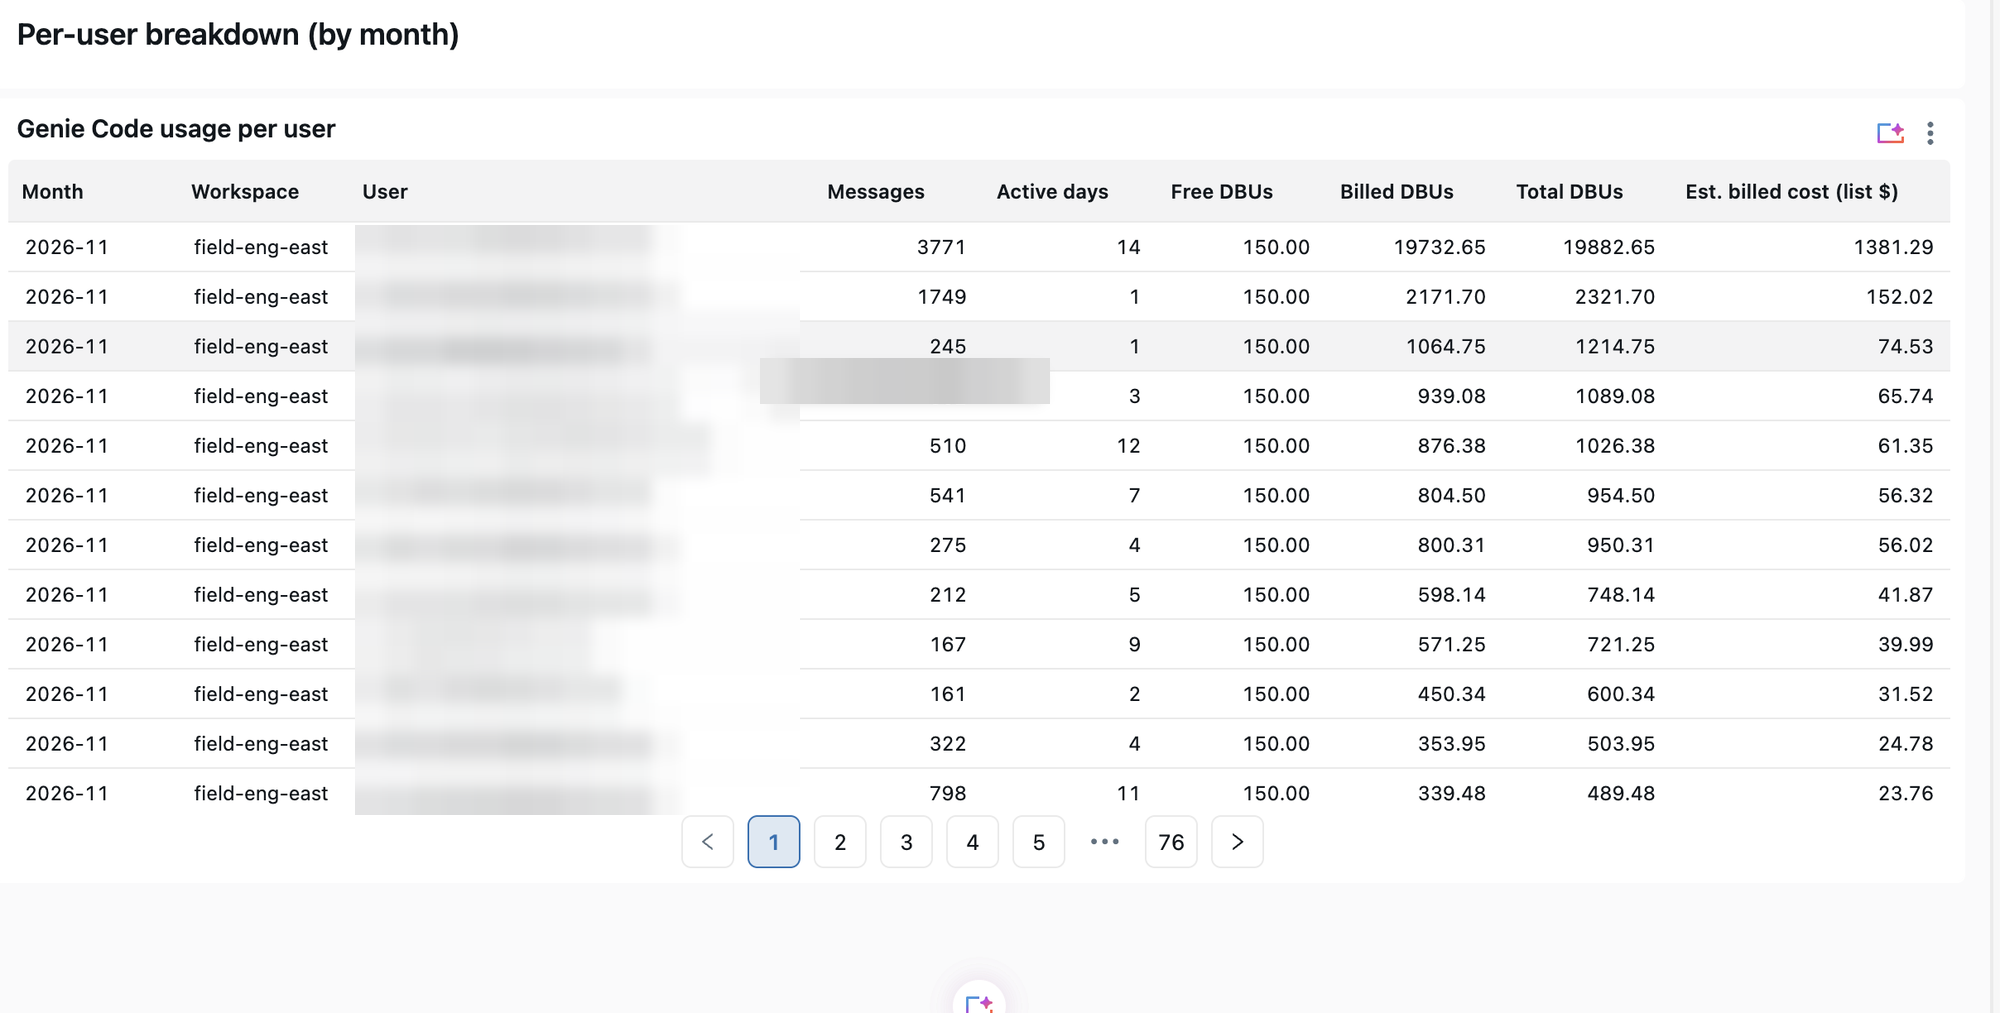 Per-user breakdown (by month)
Genie Code usage per user
Month Workspace User Messages Active days Free DBUs Billed DBUs Total DBUs Est. billed cost (list $)
2026-11 field-eng-east 3771 14 150.00 19732.65 19882.65 1381.29
2026-11 field-eng-east 1749 1 150.00 2171.70 2321.70 152.02
2026-11 field-eng-east 245 1 150.00 1064.75 1214.75 74.53
2026-11 field-eng-east 3 150.00 939.08 1089.08 65.74
2026-11 field-eng-east 510 12 150.00 876.38 1026.38 61.35
2026-11 field-eng-east 541 7 150.00 804.50 954.50 56.32
2026-11 field-eng-east 275 4 150.00 800.31 950.31 56.02
2026-11 field-eng-east 212 5 150.00 598.14 748.14 41.87
2026-11 field-eng-east 167 9 150.00 571.25 721.25 39.99
2026-11 field-eng-east 161 2 150.00 450.34 600.34 31.52
2026-11 field-eng-east 322 4 150.00 353.95 503.95 24.78
2026-11 field-eng-east 798 11 150.00 339.48 489.48 23.76
< 1 2 3 4 5 ••• 76 >